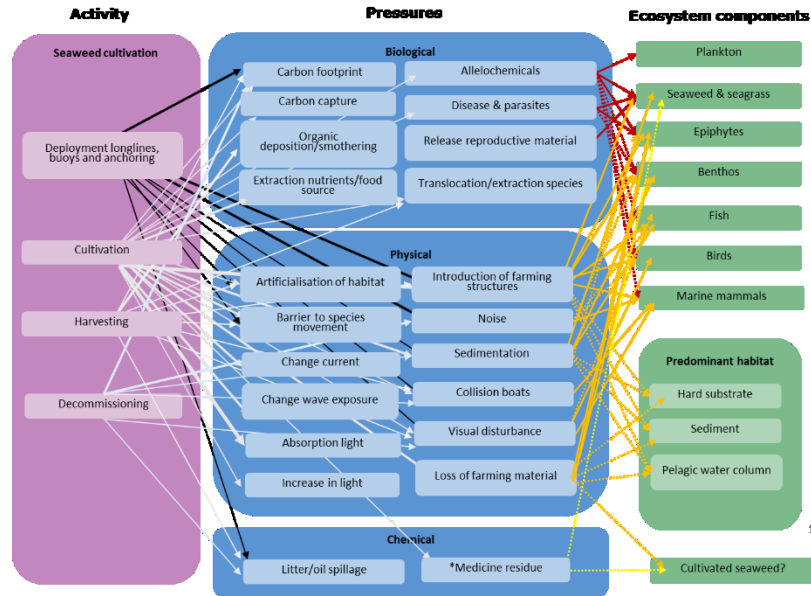 Activity
Pressures
Ecosystem components
Seaweed cultivation
Deployment longlines,
buoys and anchoring
Cultivation
Harvesting
Decommissioning
Biological
Carbon footprint
Allelochemicals
Carbon capture
Disease & parasites
Organic
deposition/smothering
Release reproductive material
Extraction nutrients/food
source
Translocation/extraction species
Physical
Artificialisation of habitat
Introduction of farming
structures
Barrier to species
movement
Noise
Change current
Sedimentation
Change wave exposure
Collision boats
Absorption light
Visual disturbance
Increase in light
Loss of farming material
Chemical
Litter/oil spillage
*Medicine residue
Plankton
Seaweed & seagrass
Epiphytes
Benthos
Fish
Birds
Marine mammals
Predominant habitat
Hard substrate
Sediment
Pelagic water column
Cultivated seaweed?